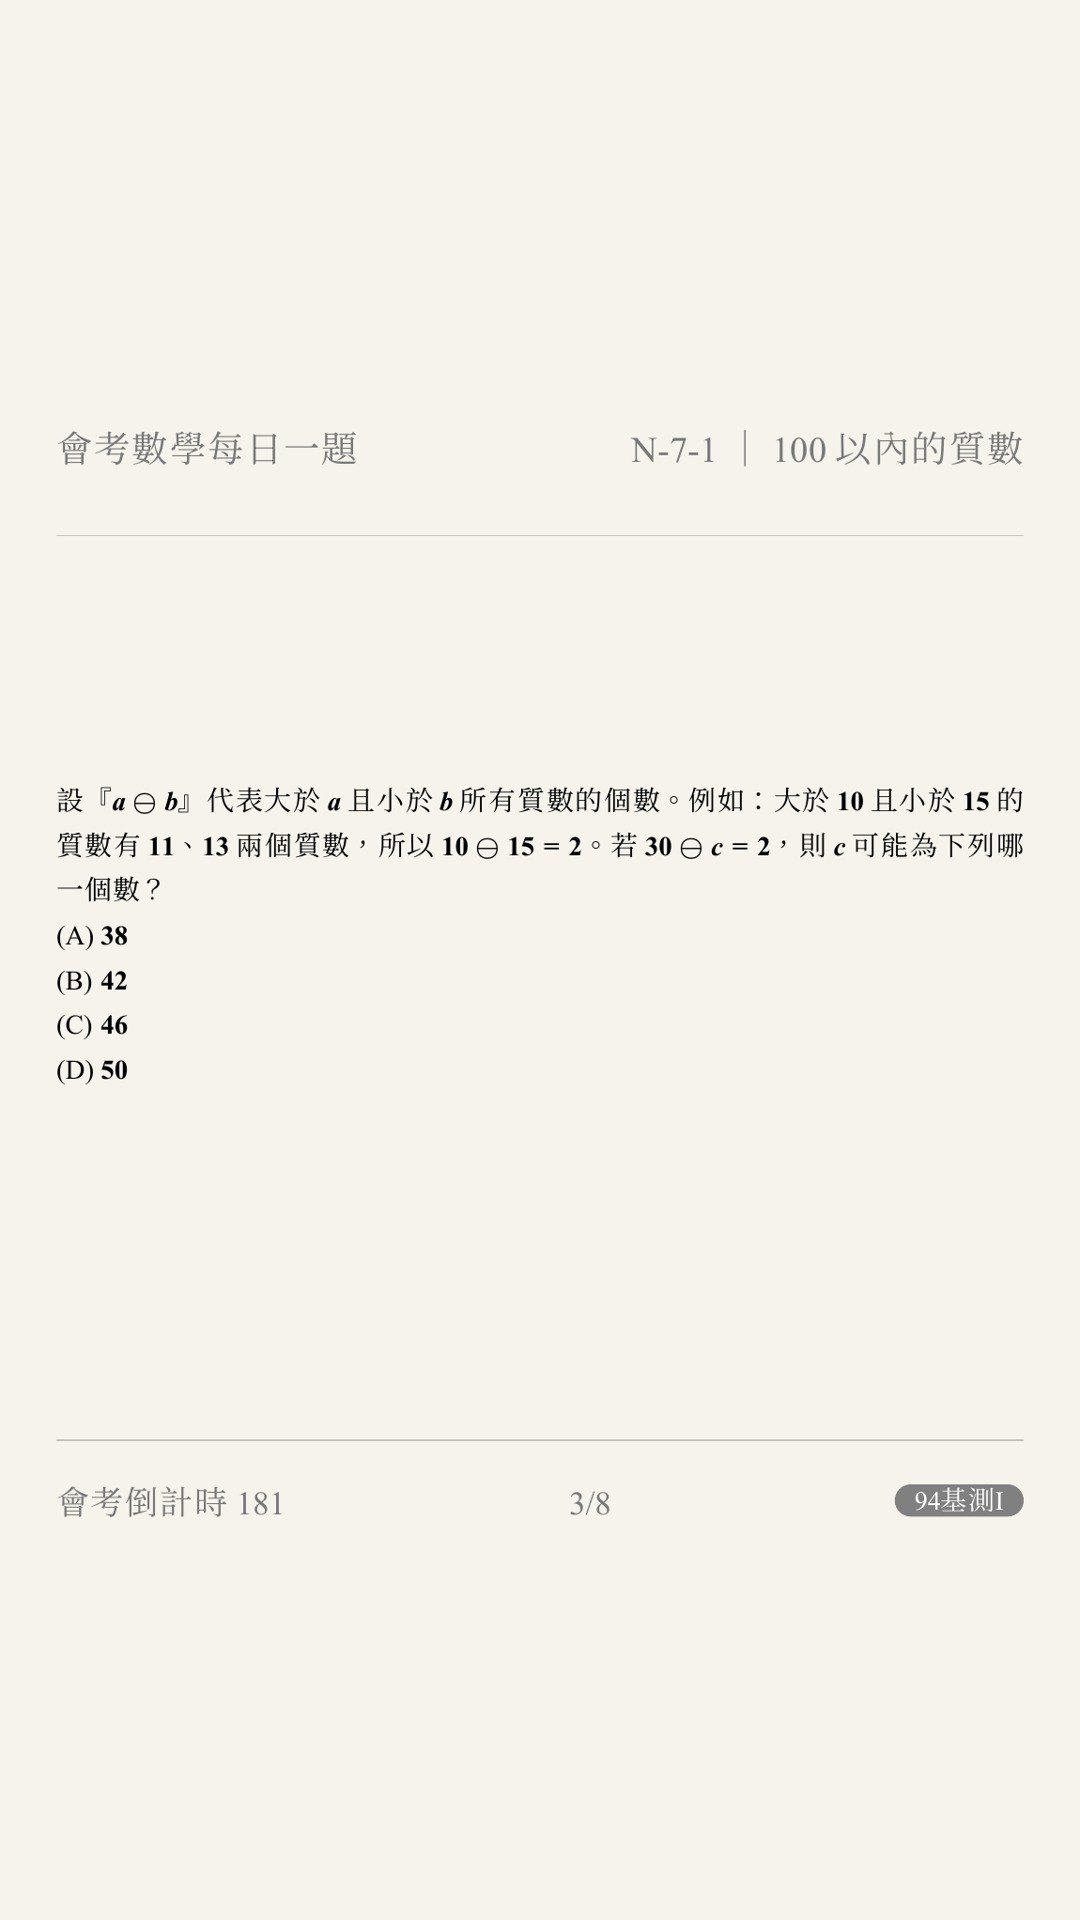 會考數學每日一題
N-7-1｜100 以內的質數
設『a ⊖ b』代表大於 a 且小於 b 所有質數的個數。例如：大於 10 且小於 15 的
質數有 11、13 兩個質數，所以 10 ⊖ 15 = 2。若 30 ⊖ c = 2，則 c 可能為下列哪
一個數？
(A) 38
(B) 42
(C) 46
(D) 50
會考倒計時 181
3/8
94基測I